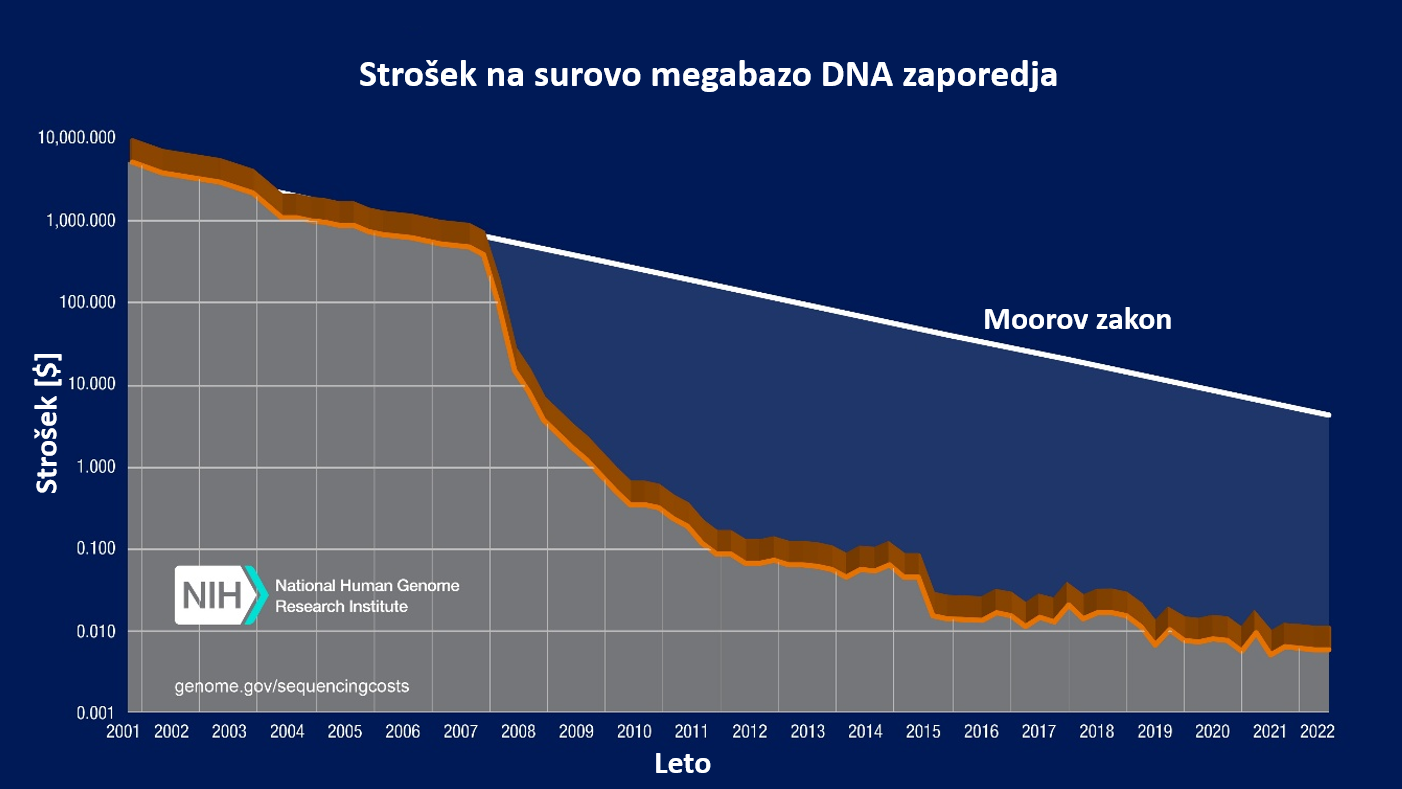 Strošek na surovo megabazo DNA zaporedja
10,000.000
1,000.000
100.000
10.000
1.000
0.100
0.010
0.001
Strošek [$]
Moorov zakon
NIH
National Human Genome
Research Institute
genome.gov/sequencingcosts
2001 2002 2003 2004 2005 2006 2007 2008 2009 2010 2011 2012 2013 2014 2015 2016 2017 2018 2019 2020 2021 2022
Leto